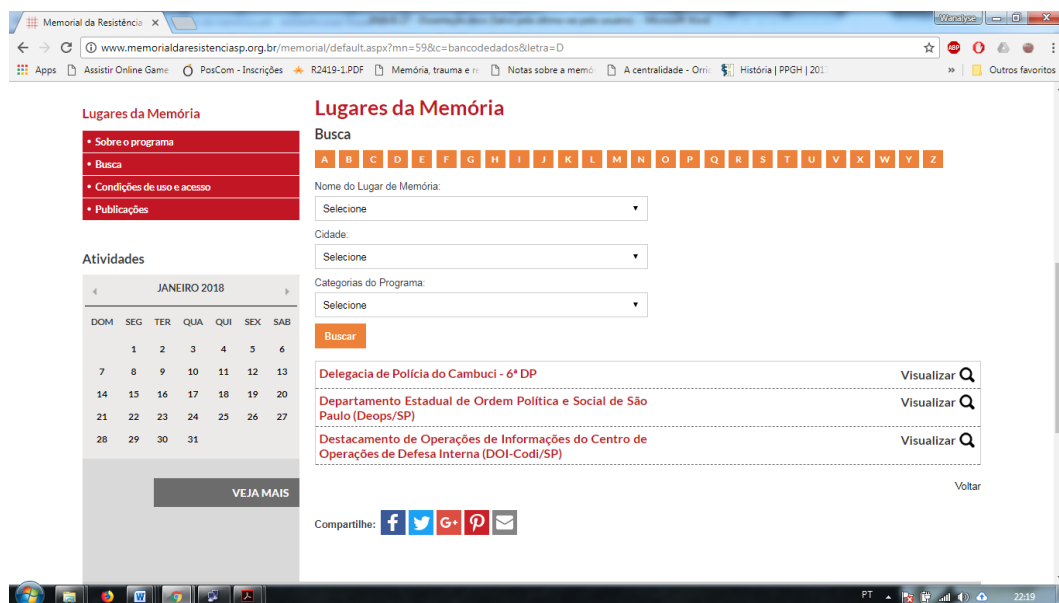 Memorial da Resistência
Wanalyse
www.memorialdaresistenciasp.org.br/memorial/default.aspx?mn=59&c=bancodedados&letra=D
ABP
Apps Assistir Online Game PosCom - Inscrições R2419-1.PDF Memória, trauma e re Notas sobre a memó A centralidade - Orric História | PPGH | 201 » Outros favoritos
Lugares da Memória
• Sobre o programa
• Busca
• Condições de uso e acesso
• Publicações
Atividades
JANEIRO 2018
DOM SEG TER QUA QUI SEX SAB
1 2 3 4 5 6
7 8 9 10 11 12 13
14 15 16 17 18 19 20
21 22 23 24 25 26 27
28 29 30 31
VEJA MAIS
Lugares da Memória
Busca
A B C D E F G H I J K L M N O P Q R S T U V X W Y Z
Nome do Lugar de Memória:
Selecione
Cidade:
Selecione
Categorias do Programa:
Selecione
Buscar
Delegacia de Polícia do Cambuci - 6ª DP
Visualizar
Departamento Estadual de Ordem Política e Social de São
Paulo (Deops/SP)
Visualizar
Destacamento de Operações de Informações do Centro de
Operações de Defesa Interna (DOI-Codi/SP)
Visualizar
Voltar
Compartilhe:
G+
PT
22:19